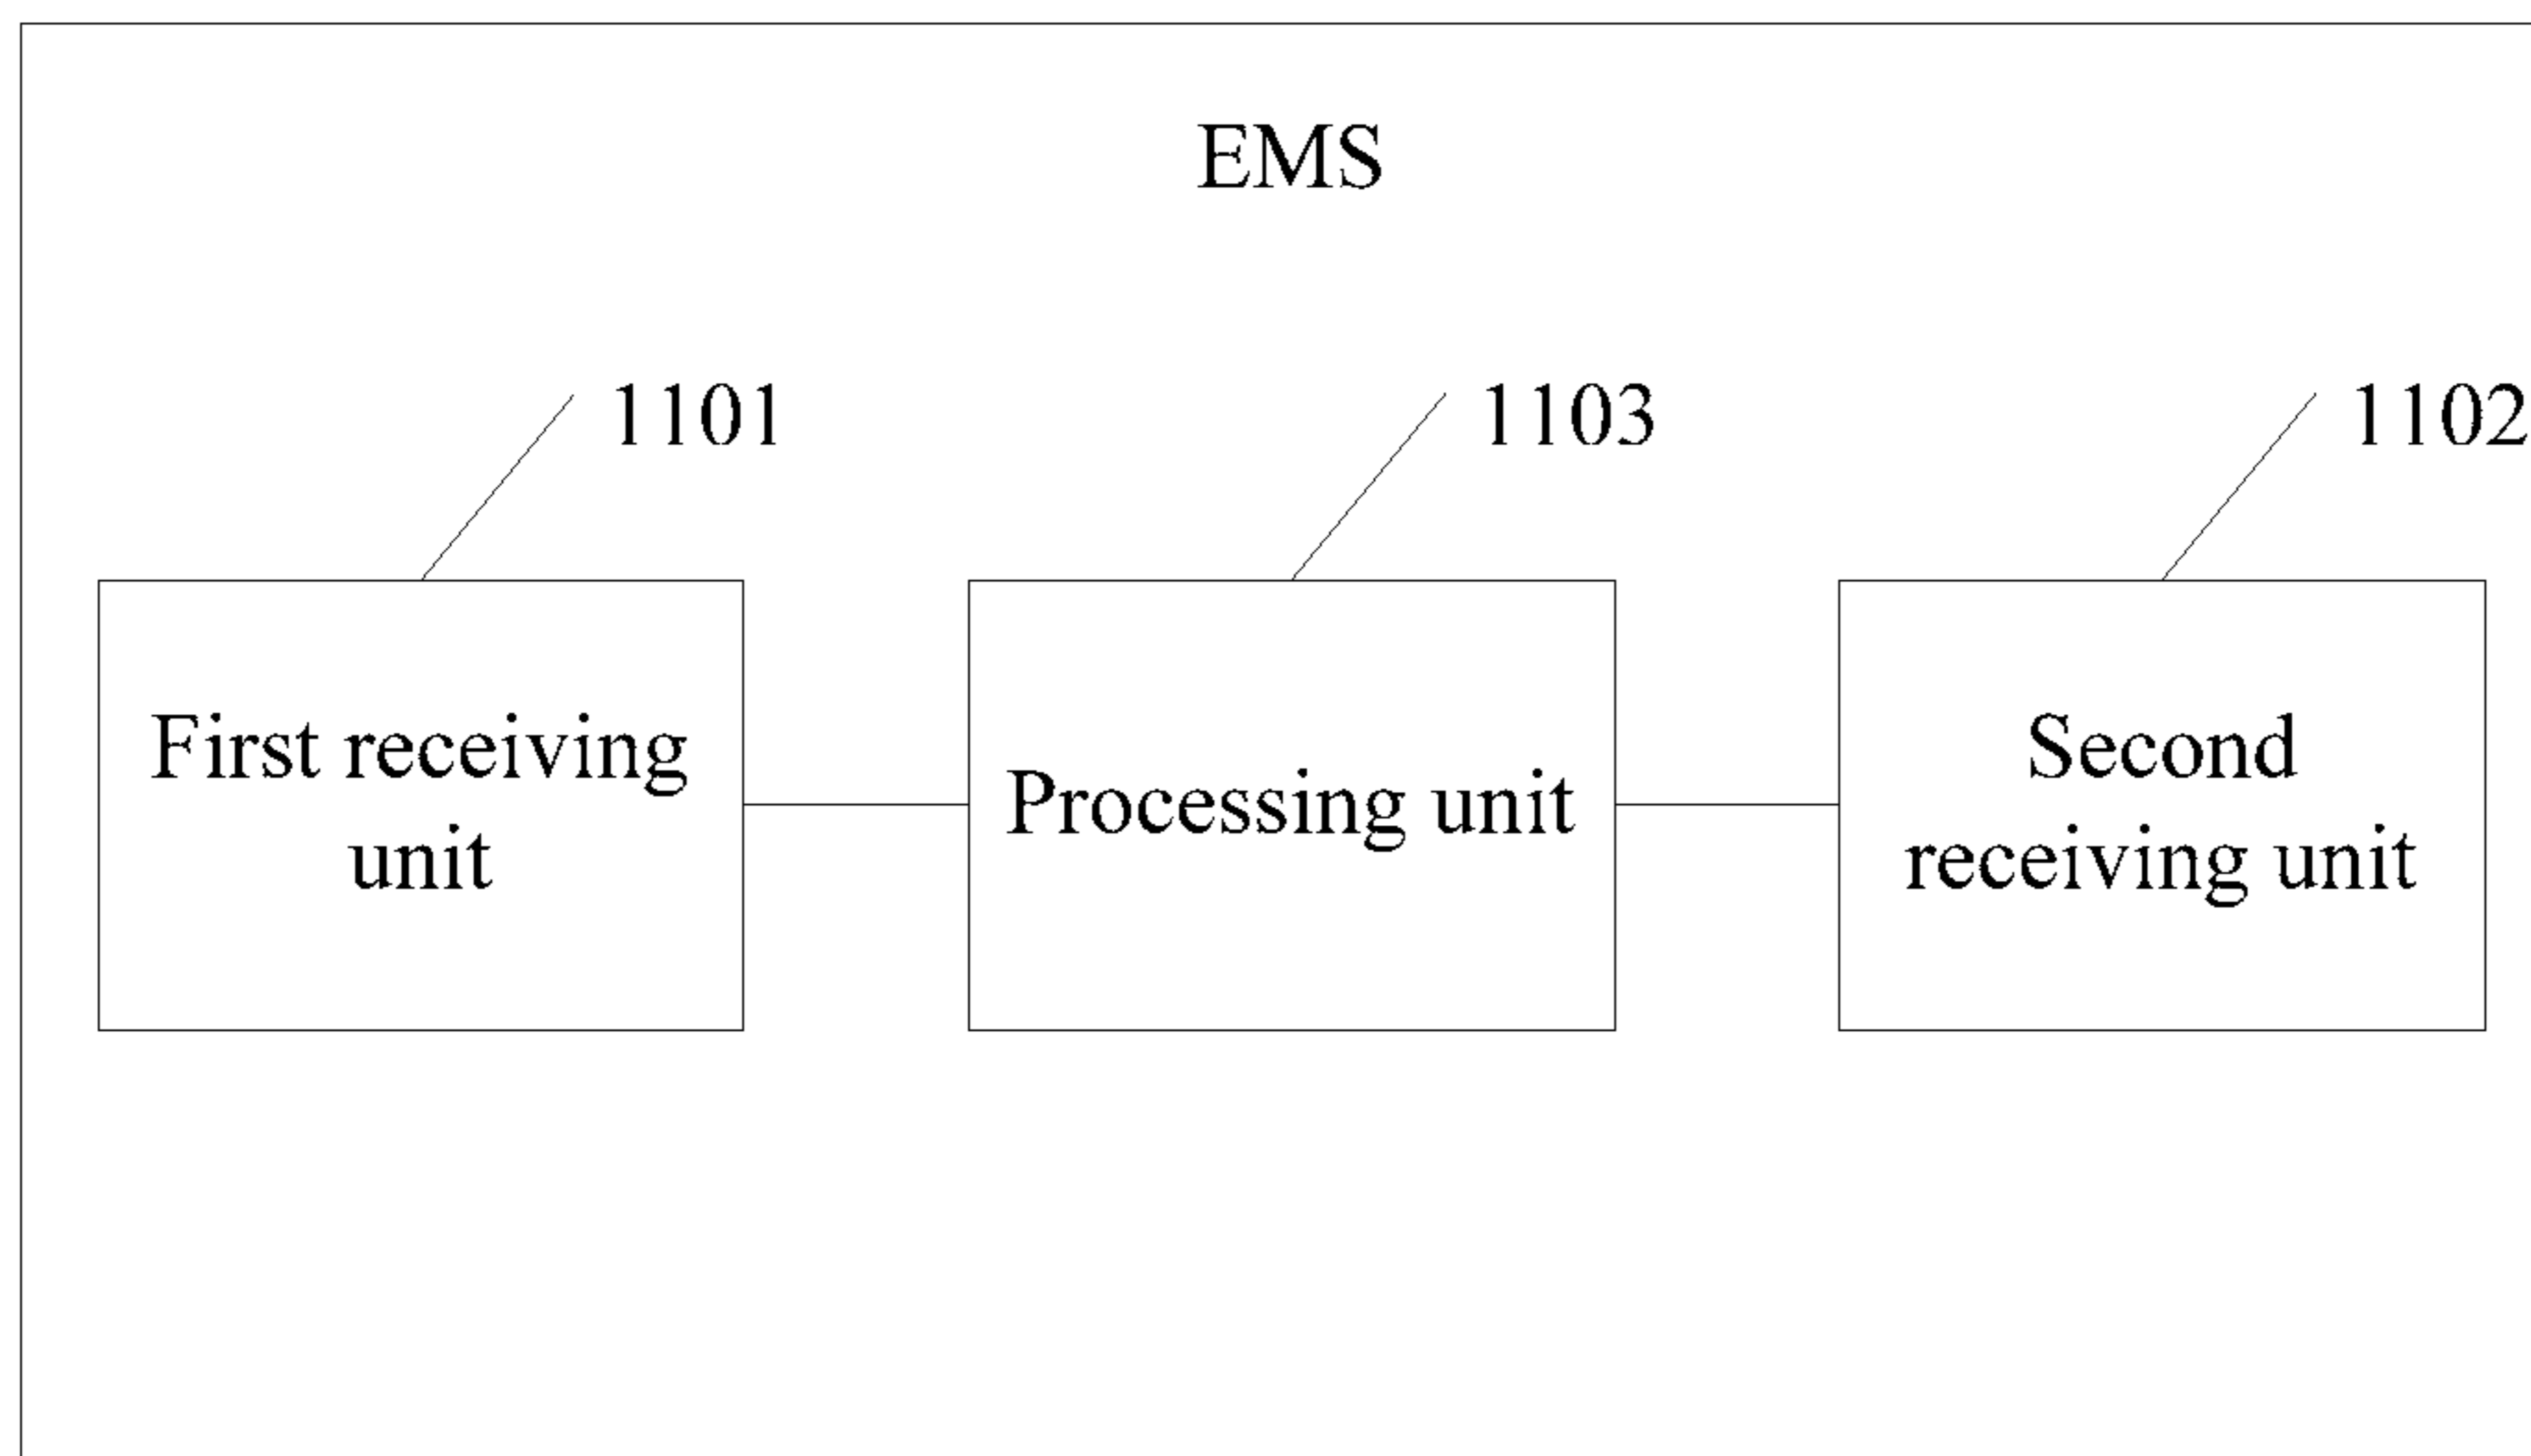 EMS
1101
1103
1102
First receiving
unit
Processing unit
Second
receiving unit